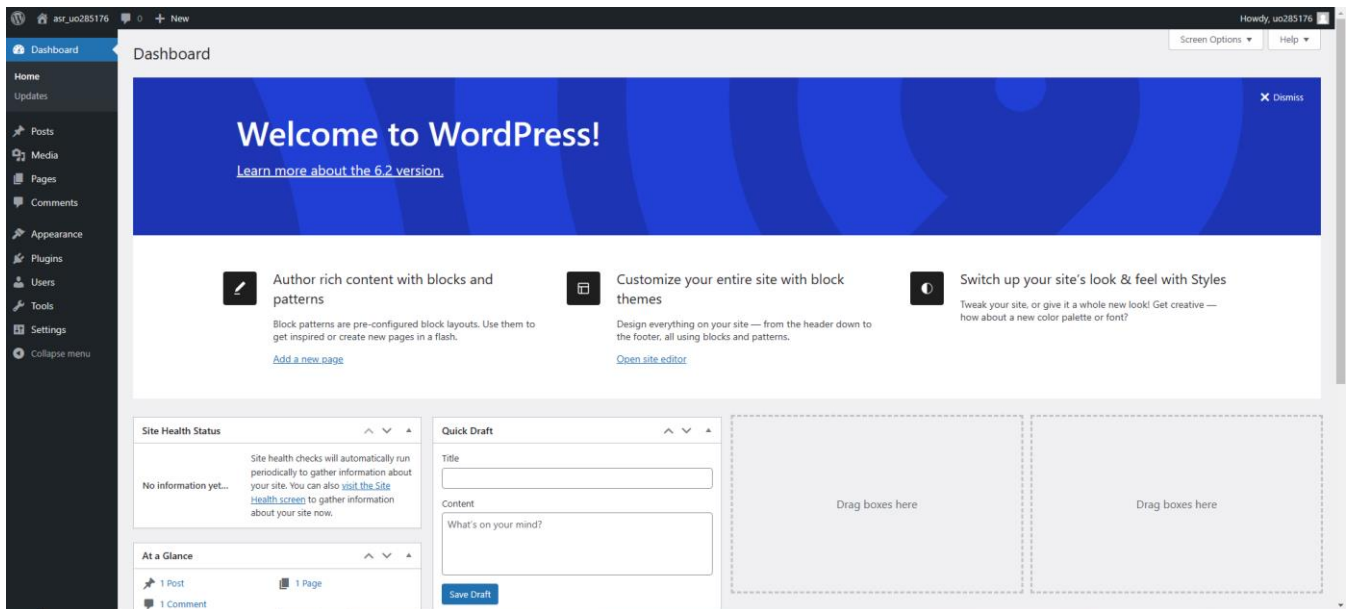 asr_uo285176
0
New
Howdy, uo285176
Dashboard
Home
Updates
Posts
Media
Pages
Comments
Appearance
Plugins
Users
Tools
Settings
Collapse menu
Dashboard
Screen Options
Help
Welcome to WordPress!
Learn more about the 6.2 version.
Dismiss
Author rich content with blocks and
patterns
Block patterns are pre-configured block layouts. Use them to
get inspired or create new pages in a flash.
Add a new page
Customize your entire site with block
themes
Design everything on your site — from the header down to
the footer, all using blocks and patterns.
Open site editor
Switch up your site's look & feel with Styles
Tweak your site, or give it a whole new look! Get creative —
how about a new color palette or font?
Site Health Status
No information yet...
Site health checks will automatically run
periodically to gather information about
your site. You can also visit the Site
Health screen to gather information
about your site now.
At a Glance
1 Post
1 Page
1 Comment
Quick Draft
Title
Content
What's on your mind?
Save Draft
Drag boxes here
Drag boxes here